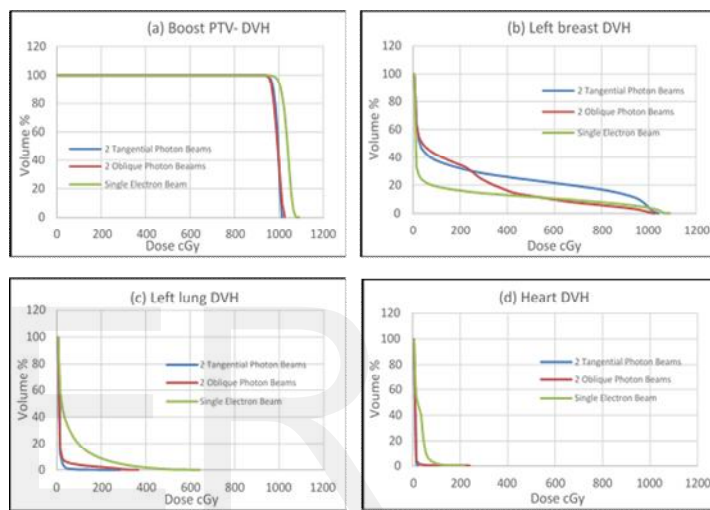 (a) Boost PTV- DVH
120
100
80
60
40
20
0
Volume %
2 Tangential Photon Beams
2 Oblique Photon Beaams
Single Electron Beam
0 200 400 600 800 1000 1200
Dose cGy
(b) Left breast DVH
120
100
80
60
40
20
0
Volume %
2 Tangential Photon Beams
2 Oblique Photon Beams
Single Electron Beam
0 200 400 600 800 1000 1200
Dose cGy
(c) Left lung DVH
120
100
80
60
40
20
0
Volume %
2 Tangential Photon Beams
2 Oblique Photon Beams
Single Electron Beam
0 200 400 600 800 1000 1200
Dose cGy
(d) Heart DVH
120
100
80
60
40
20
0
Voume %
2 Tangential Photon Beams
2 Oblique Photon Beams
Single Electron Beam
0 200 400 600 800 1000 1200
Dose cGy
ER